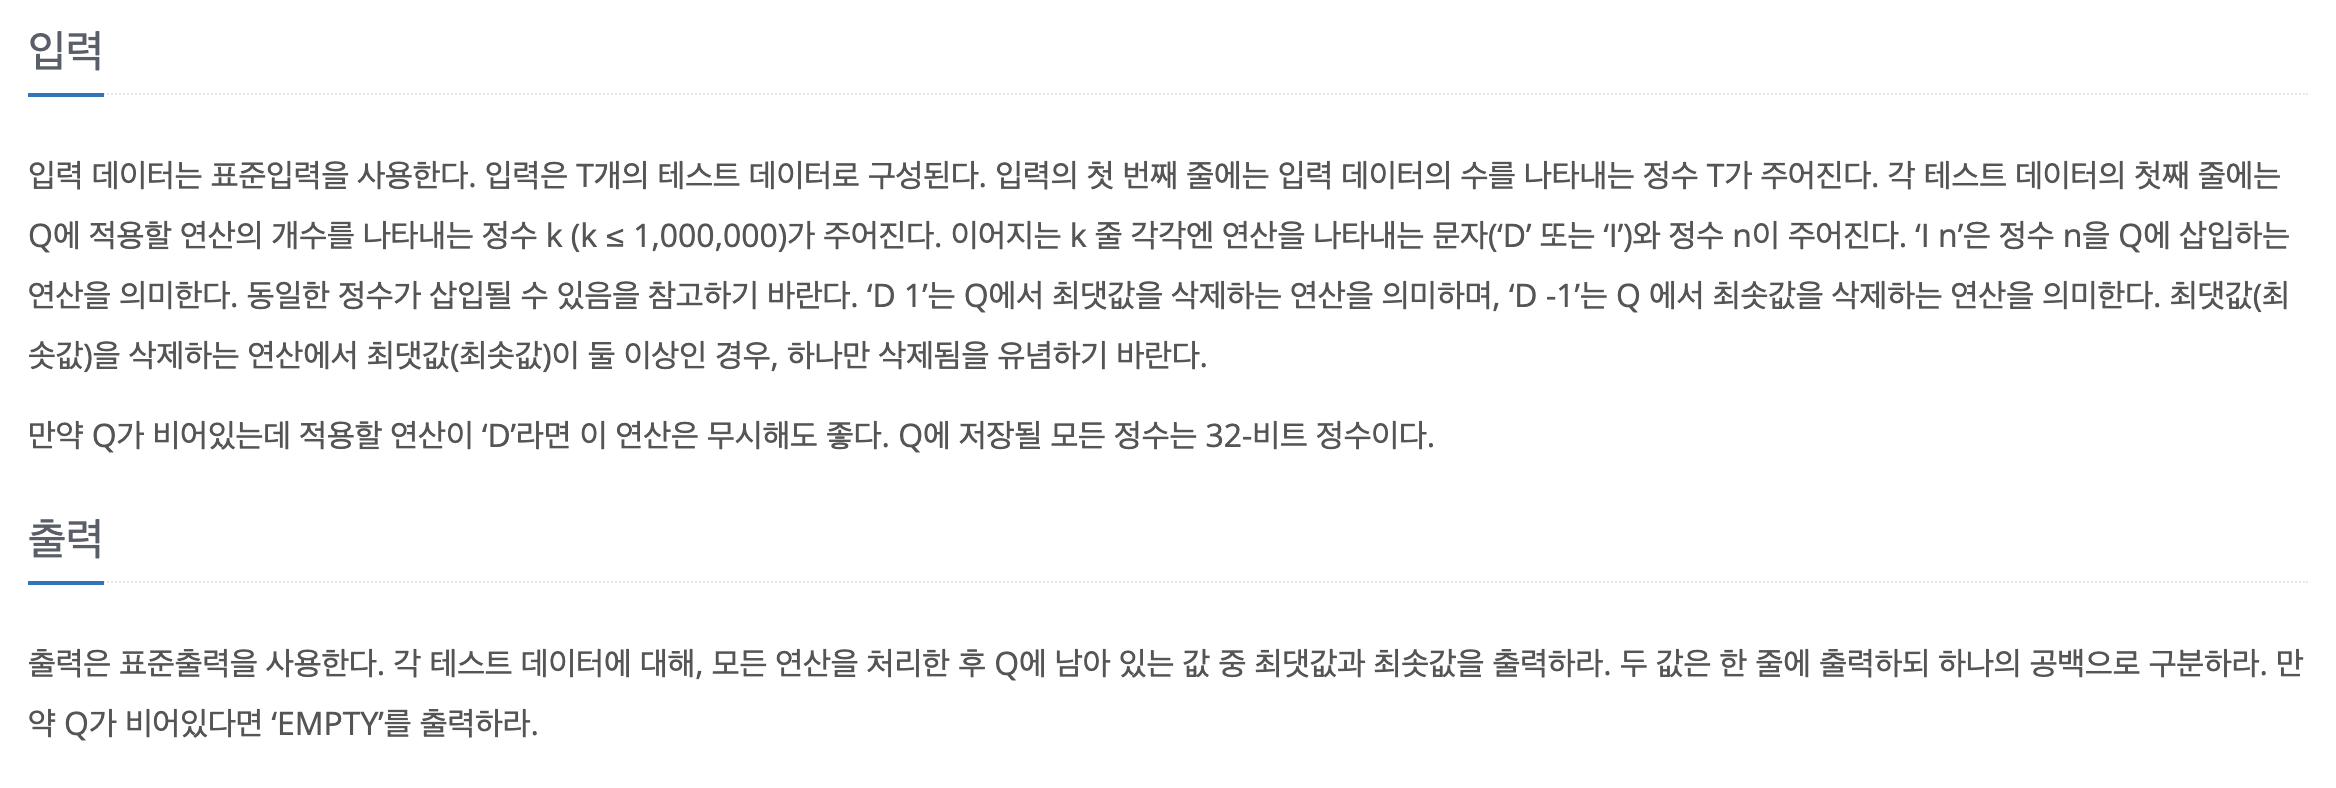 입력
입력 데이터는 표준입력을 사용한다. 입력은 T개의 테스트 데이터로 구성된다. 입력의 첫 번째 줄에는 입력 데이터의 수를 나타내는 정수 T가 주어진다. 각 테스트 데이터의 첫째 줄에는
Q에 적용할 연산의 개수를 나타내는 정수 k (k ≤ 1,000,000)가 주어진다. 이어지는 k 줄 각각엔 연산을 나타내는 문자(‘D’ 또는 ‘I’)와 정수 n이 주어진다. ‘I n’은 정수 n을 Q에 삽입하는
연산을 의미한다. 동일한 정수가 삽입될 수 있음을 참고하기 바란다. ‘D 1’는 Q에서 최댓값을 삭제하는 연산을 의미하며, ‘D -1’는 Q 에서 최솟값을 삭제하는 연산을 의미한다. 최댓값(최
솟값)을 삭제하는 연산에서 최댓값(최솟값)이 둘 이상인 경우, 하나만 삭제됨을 유념하기 바란다.
만약 Q가 비어있는데 적용할 연산이 ‘D’라면 이 연산은 무시해도 좋다. Q에 저장될 모든 정수는 32-비트 정수이다.
출력
출력은 표준출력을 사용한다. 각 테스트 데이터에 대해, 모든 연산을 처리한 후 Q에 남아 있는 값 중 최댓값과 최솟값을 출력하라. 두 값은 한 줄에 출력하되 하나의 공백으로 구분하라. 만
약 Q가 비어있다면 ‘EMPTY’를 출력하라.